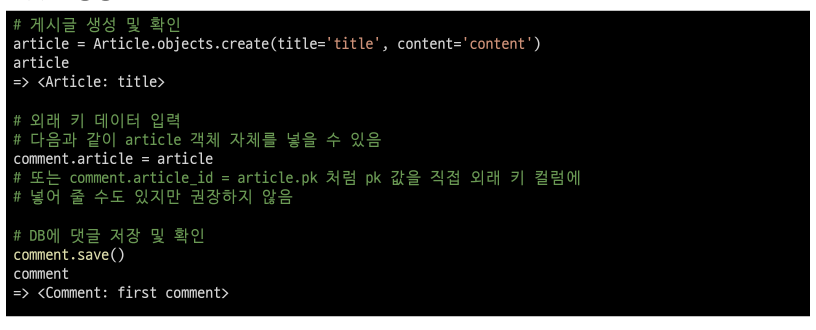 # 게시글 생성 및 확인
article = Article.objects.create(title='title', content='content')
article
=> <Article: title>
# 외래 키 데이터 입력
# 다음과 같이 article 객체 자체를 넣을 수 있음
comment.article = article
# 또는 comment.article_id = article.pk 처럼 pk 값을 직접 외래 키 컬럼에
# 넣어 줄 수도 있지만 권장하지 않음
# DB에 댓글 저장 및 확인
comment.save()
comment
=> <Comment: first comment>